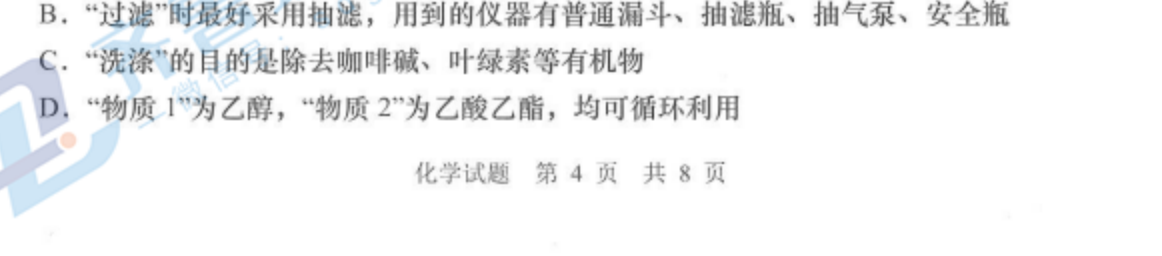 B．“过滤”时最好采用抽滤，用到的仪器有普通漏斗、抽滤瓶、抽气泵、安全瓶
C．“洗涤”的目的是除去咖啡碱、叶绿素等有机物
D．“物质 1”为乙醇，“物质 2”为乙酸乙酯，均可循环利用
化学试题 第 4 页 共 8 页